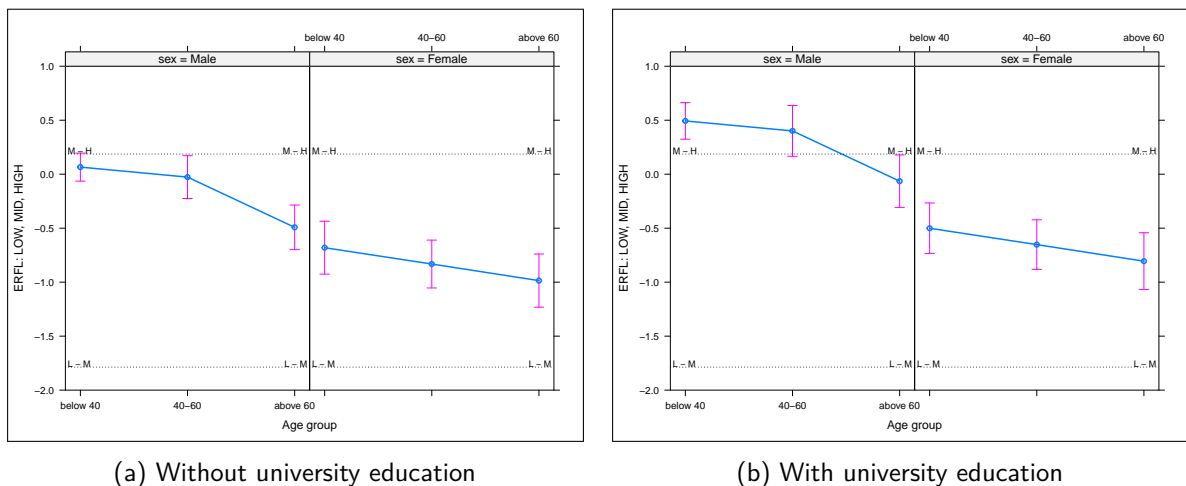 below 40 40−60 above 60
sex = Male sex = Female
1.0
0.5
0.0
−0.5
−1.0
−1.5
−2.0
M − H M − H M − H M − H
L − M L − M L − M L − M
ERFL: LOW, MID, HIGH
below 40 40−60 above 60
Age group
(a) Without university education
below 40 40−60 above 60
sex = Male sex = Female
1.0
0.5
0.0
−0.5
−1.0
−1.5
−2.0
M − H M − H M − H M − H
L − M L − M L − M L − M
ERFL: LOW, MID, HIGH
below 40 40−60 above 60
Age group
(b) With university education